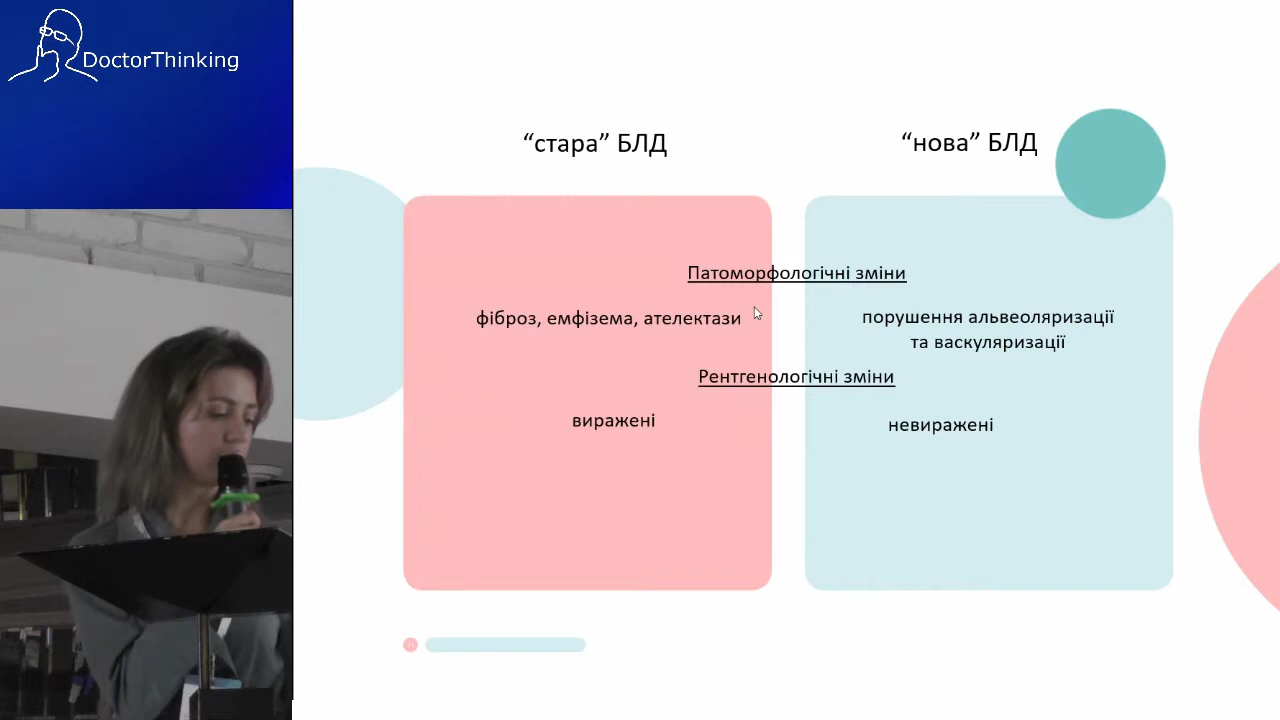 DoctorThinking
“стара” БЛД
“нова” БЛД
Патоморфологічні зміни
фіброз, емфізема, ателектази
порушення альвеоляризації
та васкуляризації
Рентгенологічні зміни
виражені
невиражені